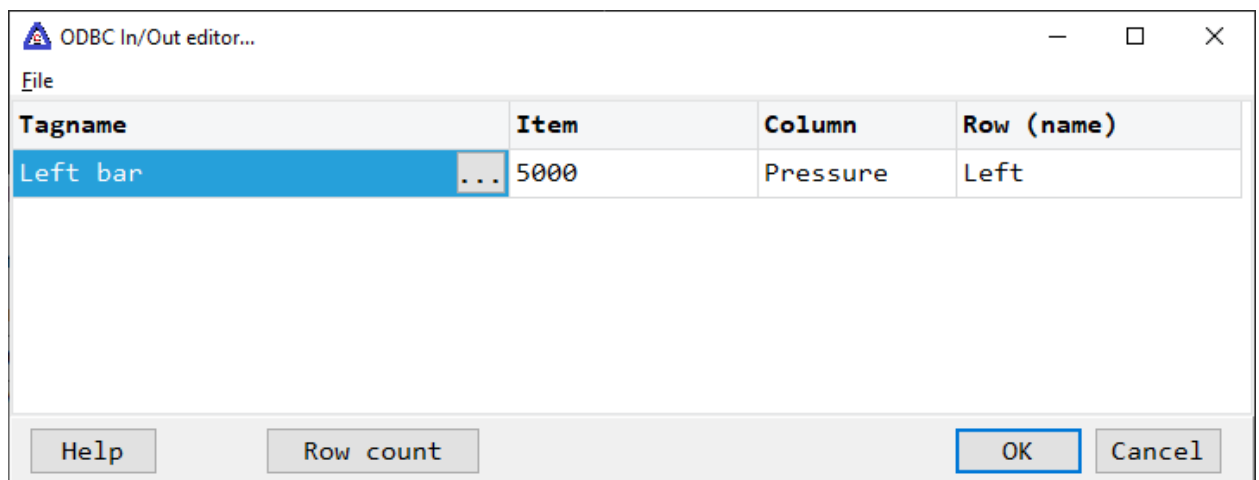 ODBC In/Out editor...
File
Tagname Item Column Row (name)
Left bar ... 5000 Pressure Left
Help Row count OK Cancel